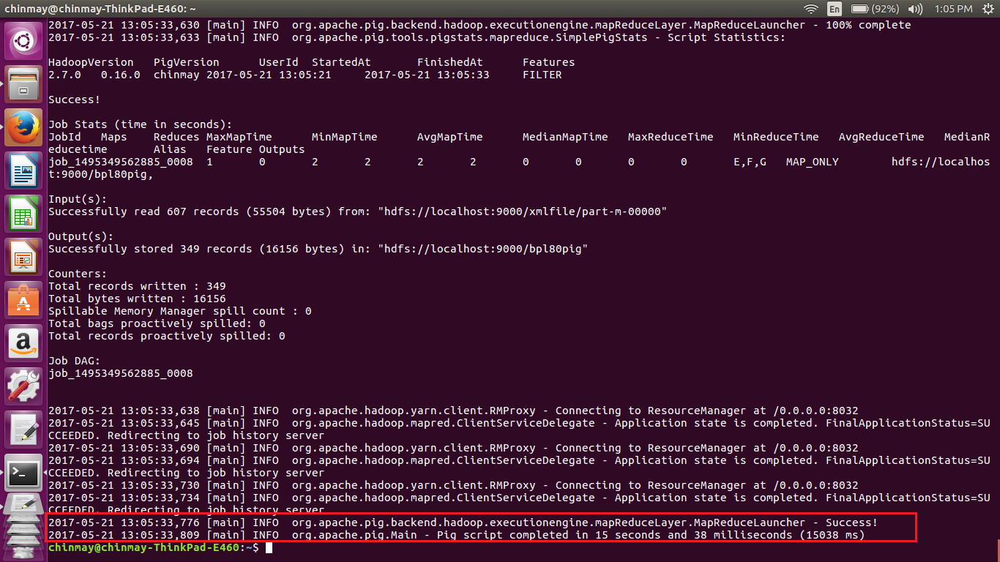 chinmay@chinmay-ThinkPad-E460: ~
En (92%) 1:05 PM
2017-05-21 13:05:33,630 [main] INFO  org.apache.pig.backend.hadoop.executionengine.mapReduceLayer.MapReduceLauncher - 100% complete
2017-05-21 13:05:33,633 [main] INFO  org.apache.pig.tools.pigstats.mapreduce.SimplePigStats - Script Statistics:
HadoopVersion   PigVersion      UserId  StartedAt       FinishedAt      Features
2.7.0   0.16.0  chinmay 2017-05-21 13:05:21     2017-05-21 13:05:33     FILTER
Success!
Job Stats (time in seconds):
JobId   Maps    Reduces MaxMapTime      MinMapTime      AvgMapTime      MedianMapTime   MaxReduceTime   MinReduceTime   AvgReduceTime   MedianR
educetime       Alias   Feature Outputs
job_1495349562885_0008  1       0       2       2       2       2       0       0       0       0       E,F,G   MAP_ONLY        hdfs://localhos
t:9000/bpl80pig,
Input(s):
Successfully read 607 records (55504 bytes) from: "hdfs://localhost:9000/xmlfile/part-m-00000"
Output(s):
Successfully stored 349 records (16156 bytes) in: "hdfs://localhost:9000/bpl80pig"
Counters:
Total records written : 349
Total bytes written : 16156
Spillable Memory Manager spill count : 0
Total bags proactively spilled: 0
Total records proactively spilled: 0
Job DAG:
job_1495349562885_0008
2017-05-21 13:05:33,638 [main] INFO  org.apache.hadoop.yarn.client.RMProxy - Connecting to ResourceManager at /0.0.0.0:8032
2017-05-21 13:05:33,645 [main] INFO  org.apache.hadoop.mapred.ClientServiceDelegate - Application state is completed. FinalApplicationStatus=SU
CCEEDED. Redirecting to job history server
2017-05-21 13:05:33,690 [main] INFO  org.apache.hadoop.yarn.client.RMProxy - Connecting to ResourceManager at /0.0.0.0:8032
2017-05-21 13:05:33,694 [main] INFO  org.apache.hadoop.mapred.ClientServiceDelegate - Application state is completed. FinalApplicationStatus=SU
CCEEDED. Redirecting to job history server
2017-05-21 13:05:33,730 [main] INFO  org.apache.hadoop.yarn.client.RMProxy - Connecting to ResourceManager at /0.0.0.0:8032
2017-05-21 13:05:33,734 [main] INFO  org.apache.hadoop.mapred.ClientServiceDelegate - Application state is completed. FinalApplicationStatus=SU
CCEEDED. Redirecting to job history server
2017-05-21 13:05:33,776 [main] INFO  org.apache.pig.backend.hadoop.executionengine.mapReduceLayer.MapReduceLauncher - Success!
2017-05-21 13:05:33,809 [main] INFO  org.apache.pig.Main - Pig script completed in 15 seconds and 38 milliseconds (15038 ms)
chinmay@chinmay-ThinkPad-E460:~$